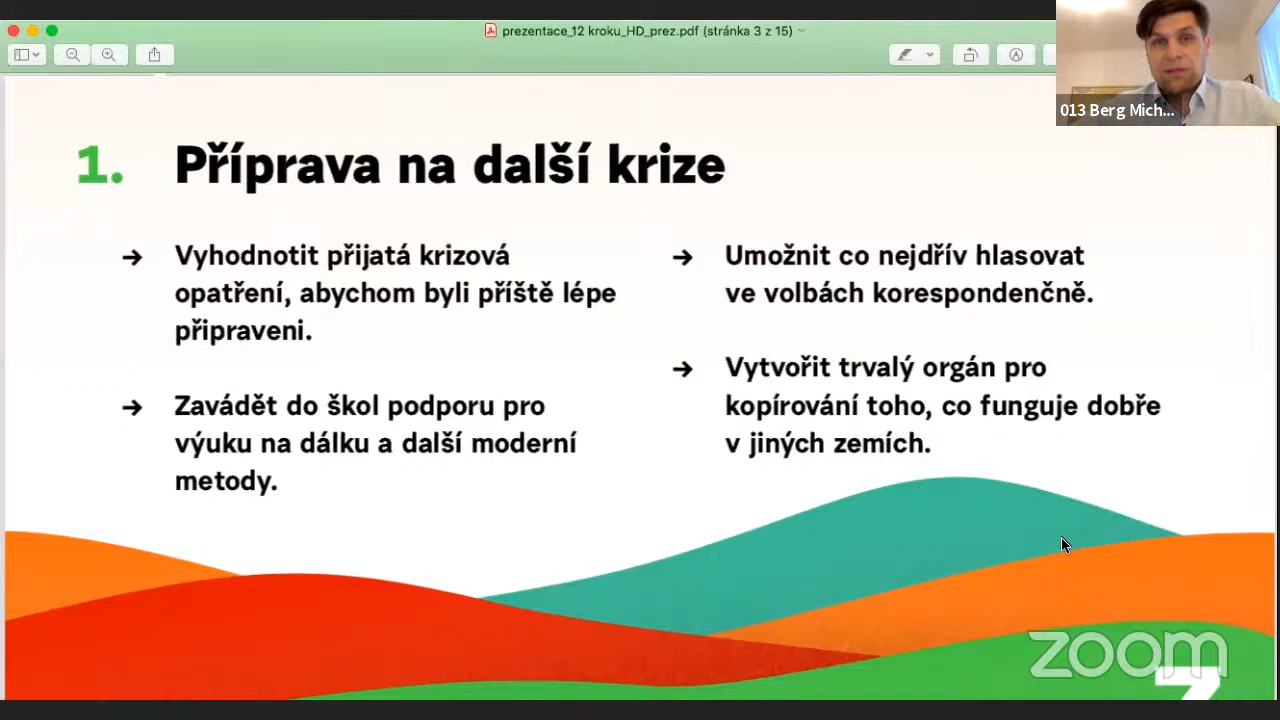 prezentace_12 kroku_HD_prez.pdf (stránka 3 z 15)
013 Berg Mich...
1. Příprava na další krize
→ Vyhodnotit přijatá krizová
opatření, abychom byli příště lépe
připraveni.
→ Zavádět do škol podporu pro
výuku na dálku a další moderní
metody.
→ Umožnit co nejdřív hlasovat
ve volbách korespondenčně.
→ Vytvořit trvalý orgán pro
kopírování toho, co funguje dobře
v jiných zemích.
zoom